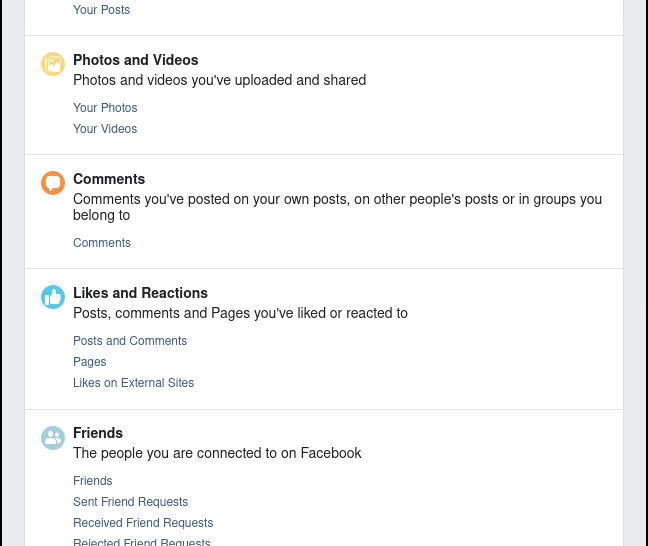 Your Posts
Photos and Videos
Photos and videos you've uploaded and shared
Your Photos
Your Videos
Comments
Comments you've posted on your own posts, on other people's posts or in groups you
belong to
Comments
Likes and Reactions
Posts, comments and Pages you've liked or reacted to
Posts and Comments
Pages
Likes on External Sites
Friends
The people you are connected to on Facebook
Friends
Sent Friend Requests
Received Friend Requests
Rejected Friend Requests